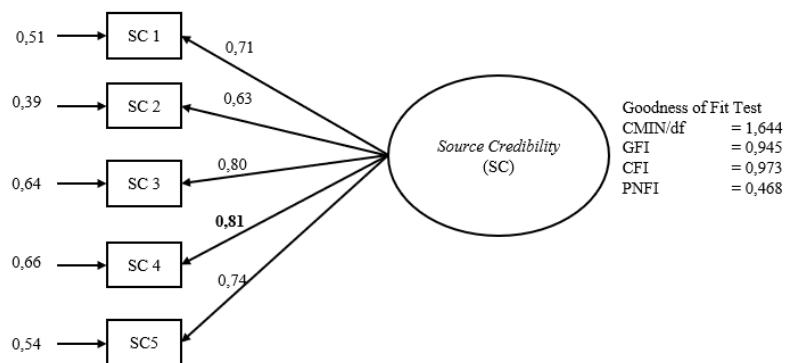 0,51
SC 1
0,71
0,39
SC 2
0,63
0,64
SC 3
0,80
0,66
SC 4
0,81
0,54
SC5
0,74
Source Credibility
(SC)
Goodness of Fit Test
CMIN/df = 1,644
GFI = 0,945
CFI = 0,973
PNFI = 0,468